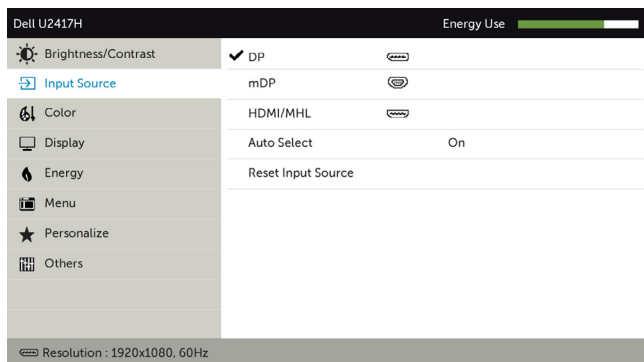 Dell U2417H Energy Use
Brightness/Contrast
Input Source
Color
Display
Energy
Menu
Personalize
Others
DP
mDP
HDMI/MHL
Auto Select On
Reset Input Source
Resolution : 1920x1080, 60Hz